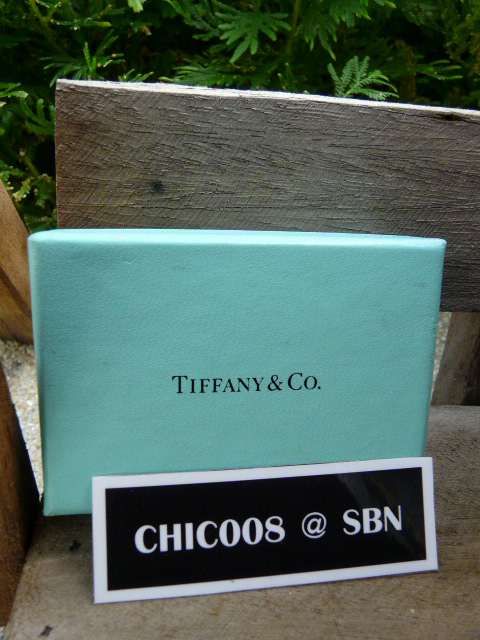 TIFFANY & CO.
CHIC008 @ SBN